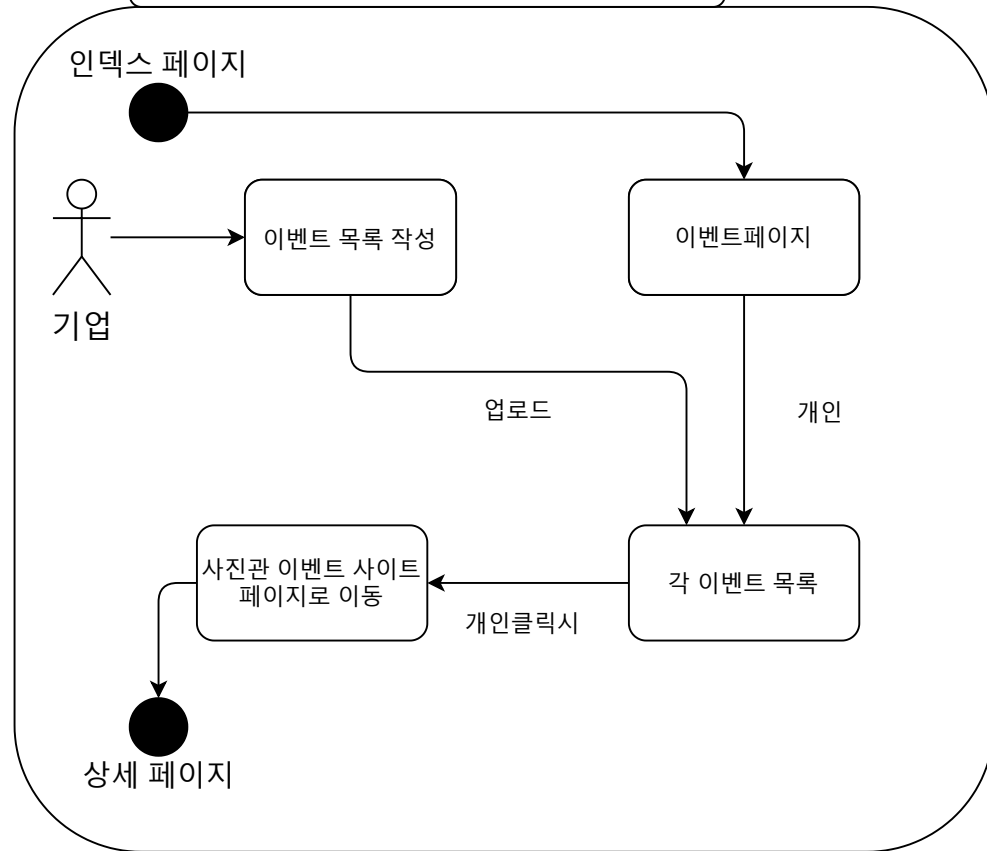 인덱스 페이지
이벤트 목록 작성
이벤트페이지
기업
업로드
개인
사진관 이벤트 사이트
페이지로 이동
각 이벤트 목록
개인클릭시
상세 페이지